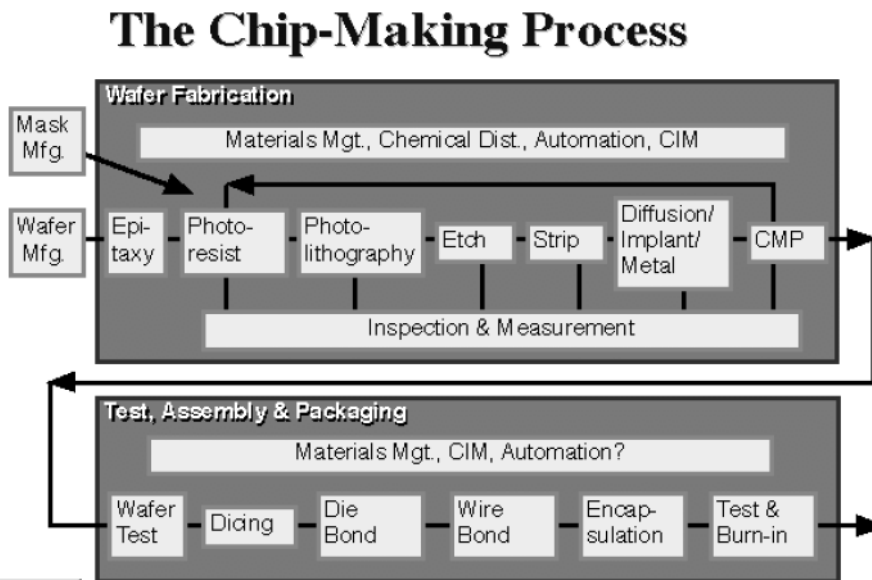 The Chip-Making Process
Wafer Fabrication
Materials Mgt., Chemical Dist., Automation, CIM
Mask
Mfg.
Wafer
Mfg.
Epi-
taxy
Photo-
resist
Photo-
lithography
Etch
Strip
Diffusion/
Implant/
Metal
CMP
Inspection & Measurement
Test, Assembly & Packaging
Materials Mgt., CIM, Automation?
Wafer
Test
Dicing
Die
Bond
Wire
Bond
Encap-
sulation
Test &
Burn-in